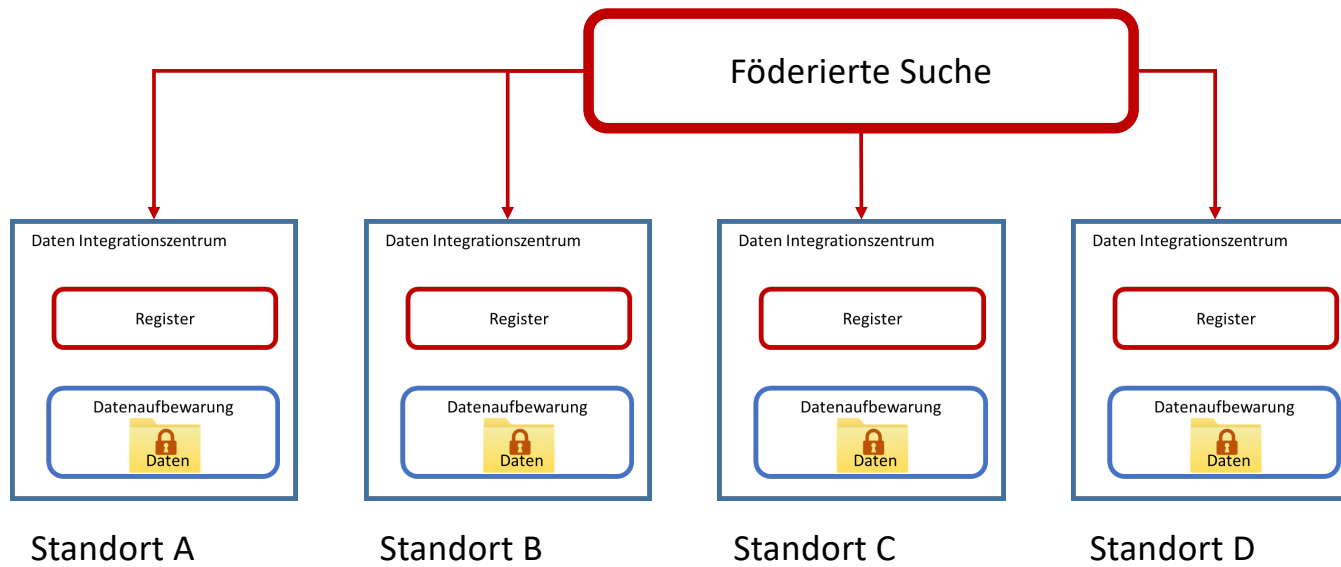 Föderierte Suche
Daten Integrationszentrum
Register
Datenaufbewarung
Daten
Standort A
Daten Integrationszentrum
Register
Datenaufbewarung
Daten
Standort B
Daten Integrationszentrum
Register
Datenaufbewarung
Daten
Standort C
Daten Integrationszentrum
Register
Datenaufbewarung
Daten
Standort D